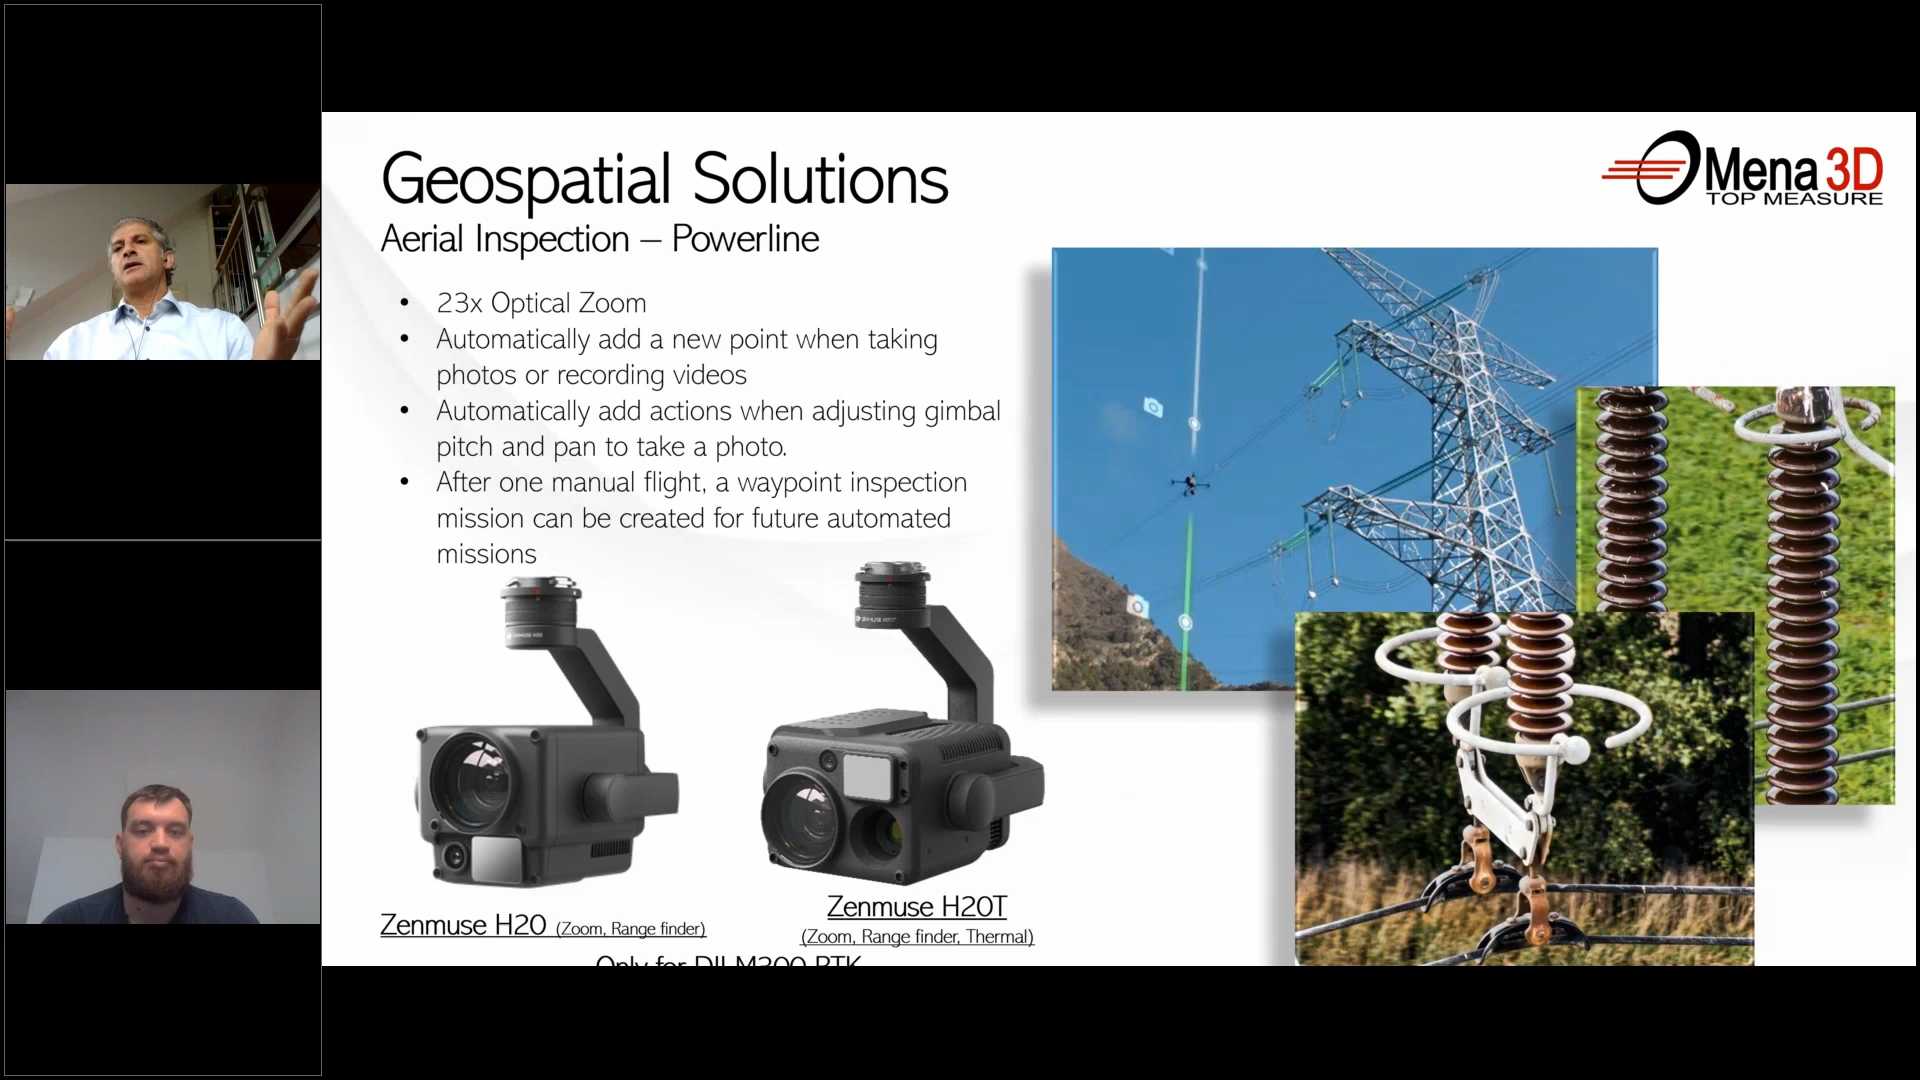 Geospatial Solutions
Aerial Inspection – Powerline
Mena 3D
TOP MEASURE
• 23x Optical Zoom
• Automatically add a new point when taking
photos or recording videos
• Automatically add actions when adjusting gimbal
pitch and pan to take a photo.
• After one manual flight, a waypoint inspection
mission can be created for future automated
missions
Zenmuse H20 (Zoom, Range finder)
Zenmuse H20T
(Zoom, Range finder, Thermal)
Only for DJI M300 RTK